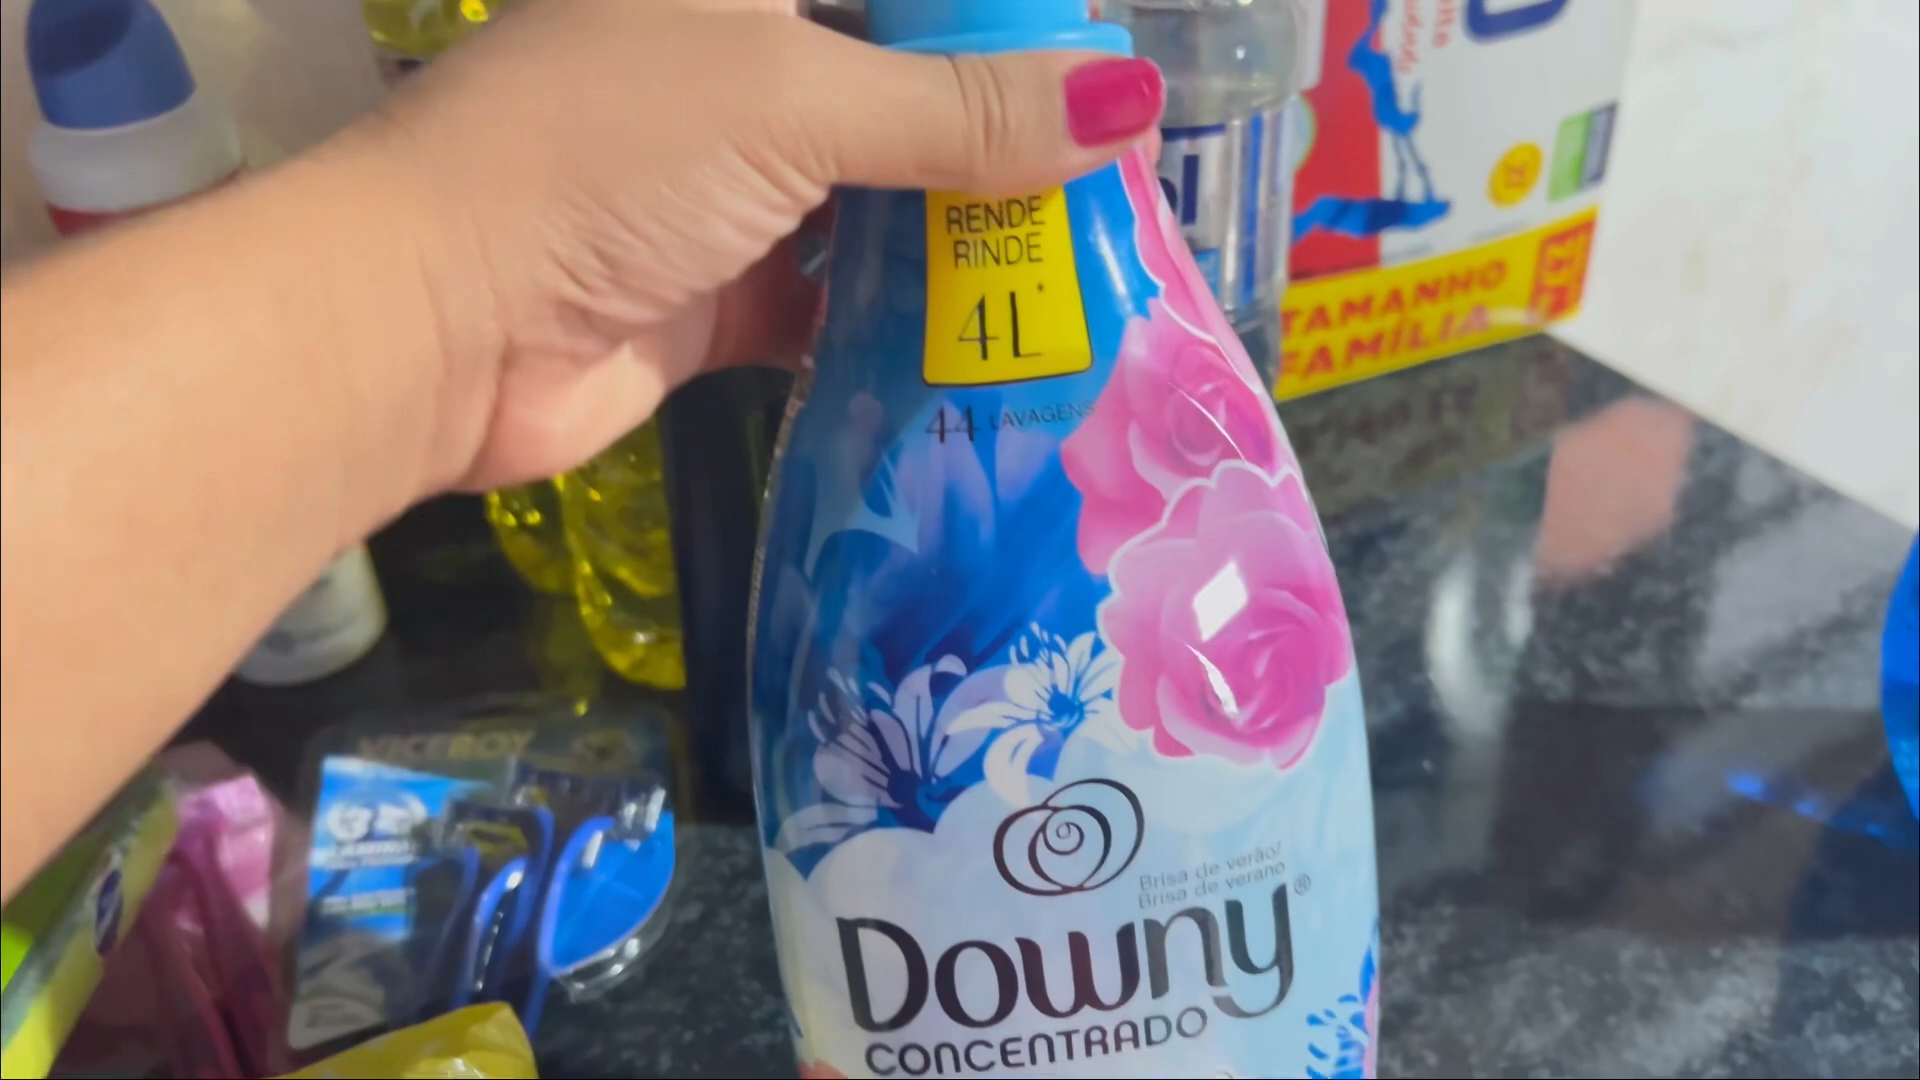 RENDE
RINDE
4L*
44 LAVAGENS
Brisa de verão/
Brisa de verano
Downy®
CONCENTRADO
TAMANHO
FAMÍLIA